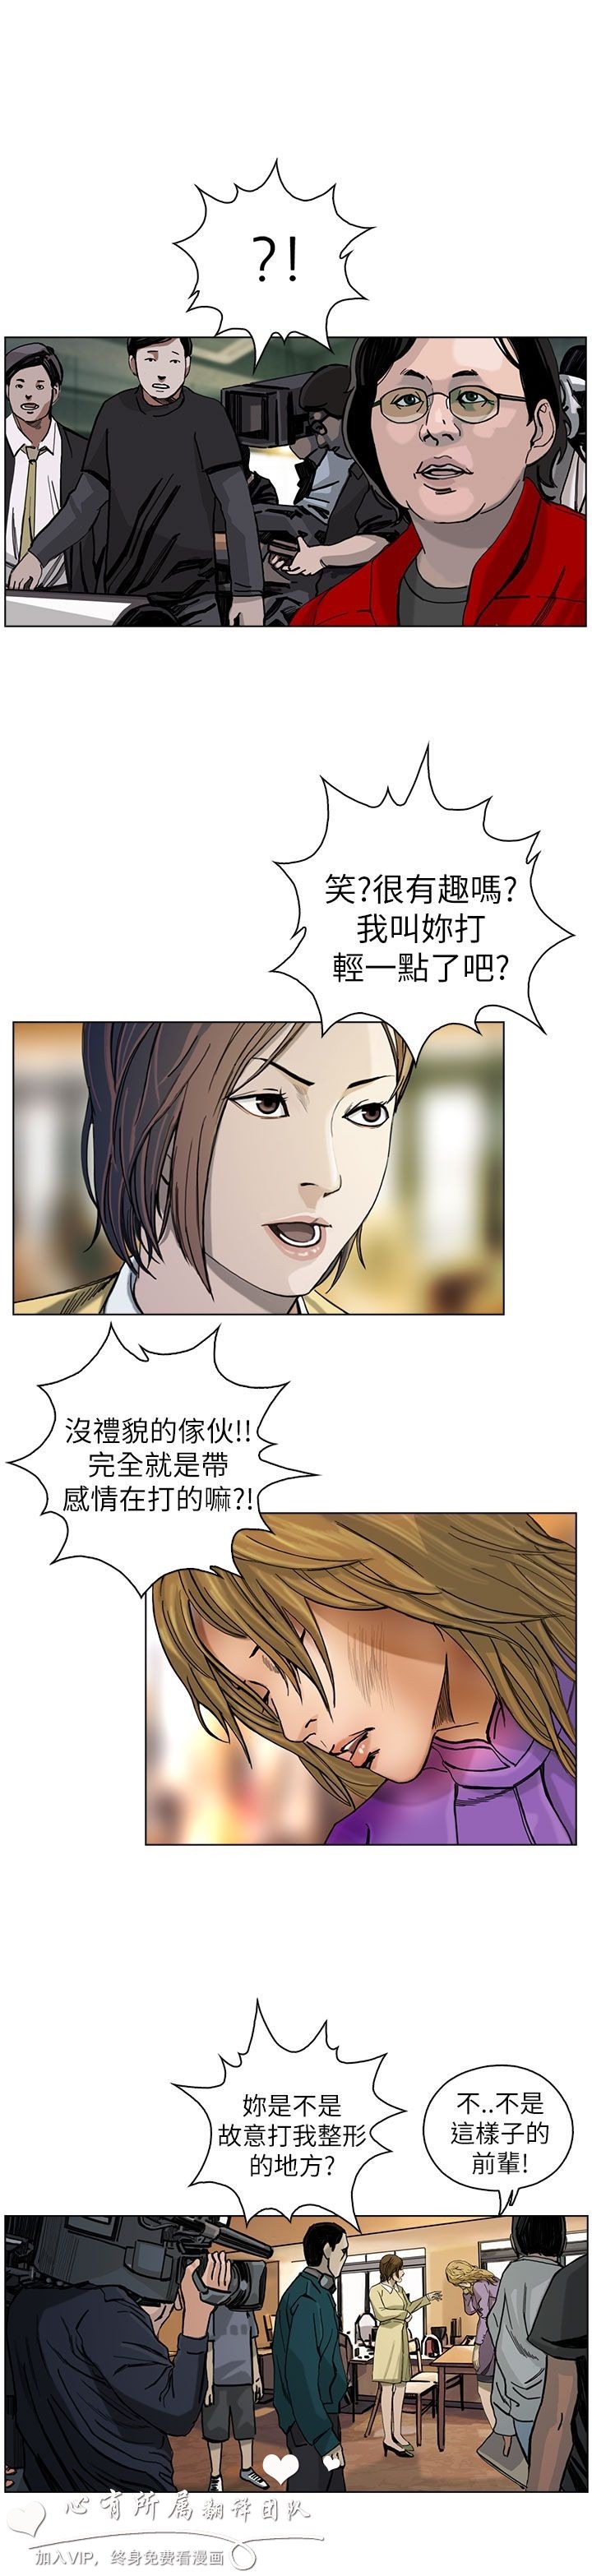 ?!
笑?很有趣嗎?
我叫妳打
輕一點了吧?
沒禮貌的傢伙!!
完全就是帶
感情在打的嘛?!
妳是不是
故意打我整形
的地方?
不..不是
這樣子的
前輩!
心有所属翻译团队
加入VIP，终身免费看漫画